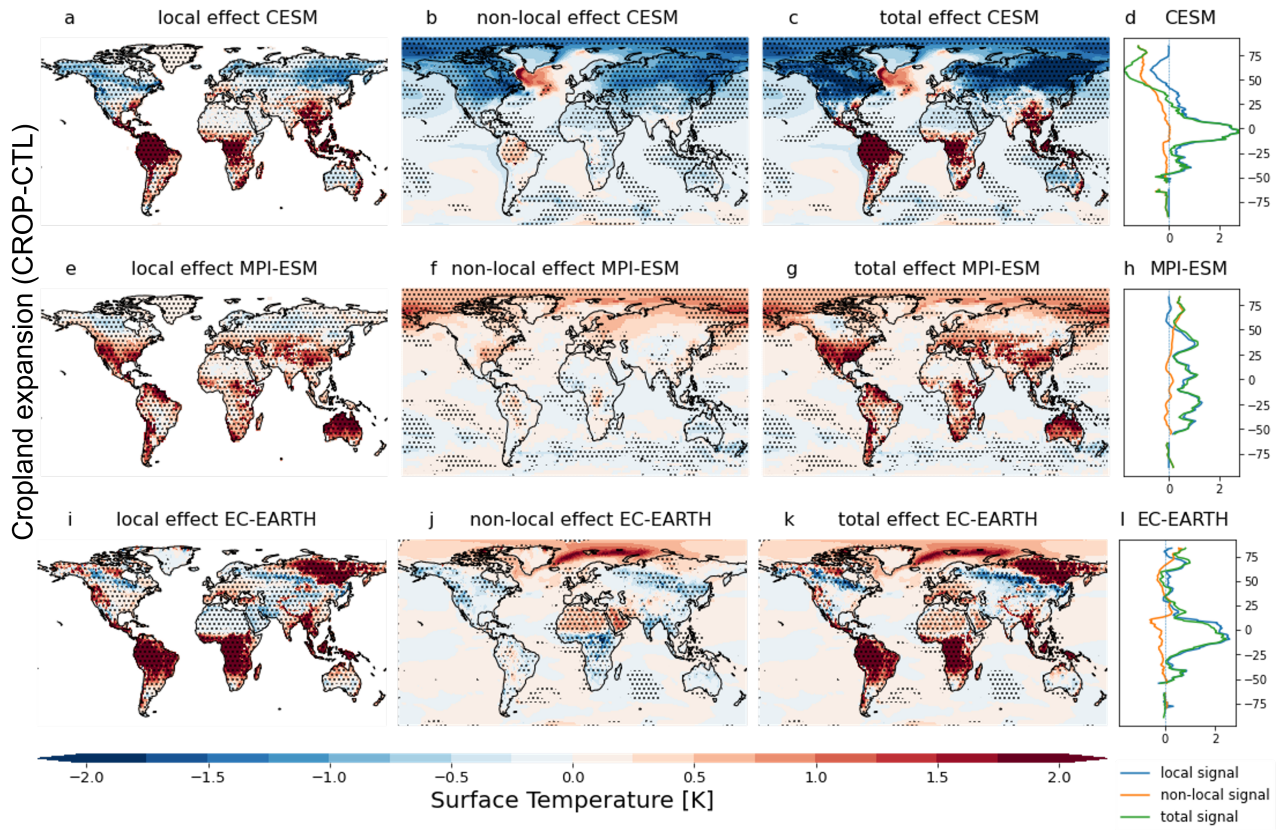 Cropland expansion (CROP-CTL)
a local effect CESM
b non-local effect CESM
c total effect CESM
d CESM
75
50
25
0
−25
−50
−75
0 2
e local effect MPI-ESM
f non-local effect MPI-ESM
g total effect MPI-ESM
h MPI-ESM
75
50
25
0
−25
−50
−75
0 2
i local effect EC-EARTH
j non-local effect EC-EARTH
k total effect EC-EARTH
l EC-EARTH
75
50
25
0
−25
−50
−75
0 2
−2.0 −1.5 −1.0 −0.5 0.0 0.5 1.0 1.5 2.0
Surface Temperature [K]
local signal
non-local signal
total signal